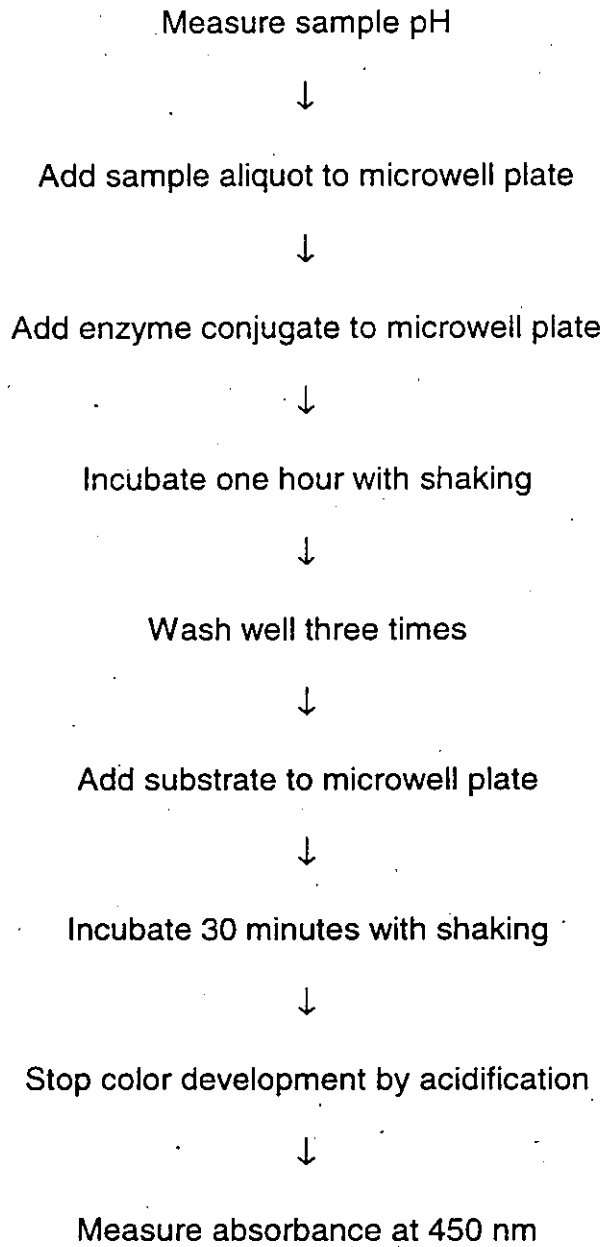 Measure sample pH
↓
Add sample aliquot to microwell plate
↓
Add enzyme conjugate to microwell plate
↓
Incubate one hour with shaking
↓
Wash well three times
↓
Add substrate to microwell plate
↓
Incubate 30 minutes with shaking
↓
Stop color development by acidification
↓
Measure absorbance at 450 nm